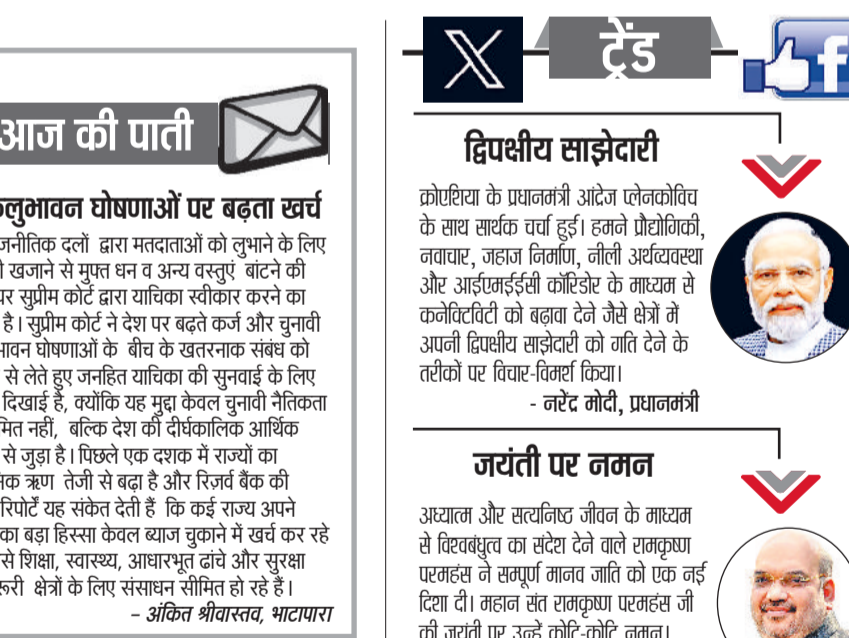 आज की पाती
लुभावन घोषणाओं पर बढ़ता खर्च
द्वारा मतदाताओं को लुभाने के लिए
खजाने से मुफ्त धन व अन्य वस्तुएं बांटने की
पर सुप्रीम कोर्ट द्वारा याचिका स्वीकार करने का
है। सुप्रीम कोर्ट ने देश पर बढ़ते कर्ज और चुनावी
घोषणाओं के बीच के खतरनाक संबंध को
से लेते हुए जनहित याचिका की सुनवाई के लिए
दिखाई है, क्योंकि यह मुद्दा केवल चुनावी नैतिकता
नहीं, बल्कि देश की दीर्घकालिक आर्थिक
से जुड़ा है। पिछले एक दशक में राज्यों का
ऋण तेजी से बढ़ा है और रिज़र्व बैंक की
रिपोर्टें यह संकेत देती हैं कि कई राज्य अपने
का बड़ा हिस्सा केवल ब्याज चुकाने में खर्च कर रहे
से शिक्षा, स्वास्थ्य, आधारभूत ढांचे और सुरक्षा
क्षेत्रों के लिए संसाधन सीमित हो रहे हैं।
– अंकित श्रीवास्तव, भाटापारा
X ट्रेंड f
द्विपक्षीय साझेदारी
क्रोएशिया के प्रधानमंत्री आंद्रेज प्लेनकोविच
के साथ सार्थक चर्चा हुई। हमने प्रौद्योगिकी,
नवाचार, जहाज निर्माण, नीली अर्थव्यवस्था
और आईएमईईसी कॉरिडोर के माध्यम से
कनेक्टिविटी को बढ़ावा देने जैसे क्षेत्रों में
अपनी द्विपक्षीय साझेदारी को गति देने के
तरीकों पर विचार-विमर्श किया।
- नरेंद्र मोदी, प्रधानमंत्री
जयंती पर नमन
अध्यात्म और सत्यनिष्ठ जीवन के माध्यम
से विश्वबंधुत्व का संदेश देने वाले रामकृष्ण
परमहंस ने सम्पूर्ण मानव जाति को एक नई
दिशा दी। महान संत रामकृष्ण परमहंस जी
की जयंती पर उन्हें कोटि-कोटि नमन।